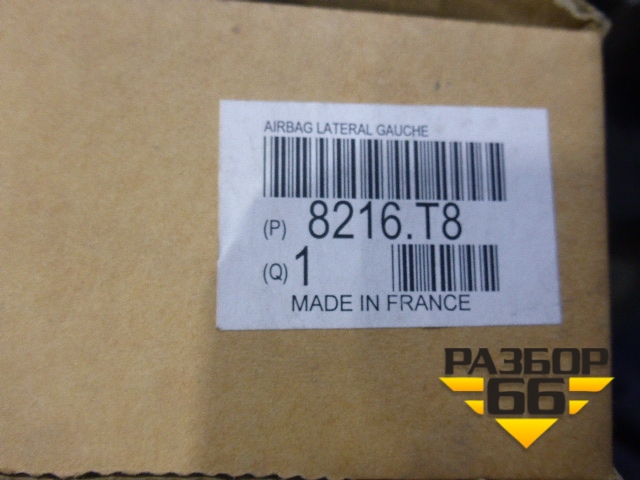 AIRBAG LATERAL GAUCHE
(P) 8216.T8
(Q) 1
MADE IN FRANCE
РАЗБОР
66